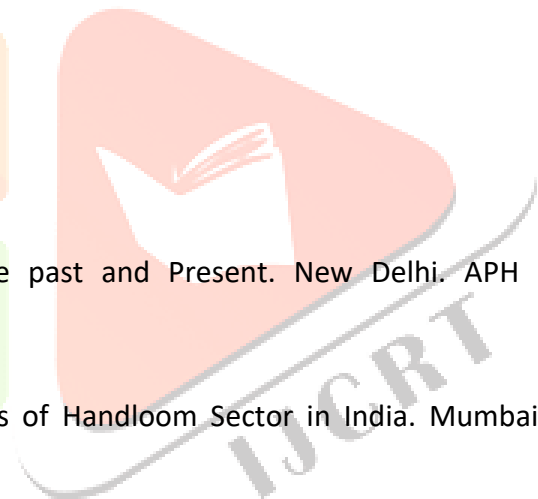 past and Present. New Delhi. APH
of Handloom Sector in India. Mumbai
IJCRT